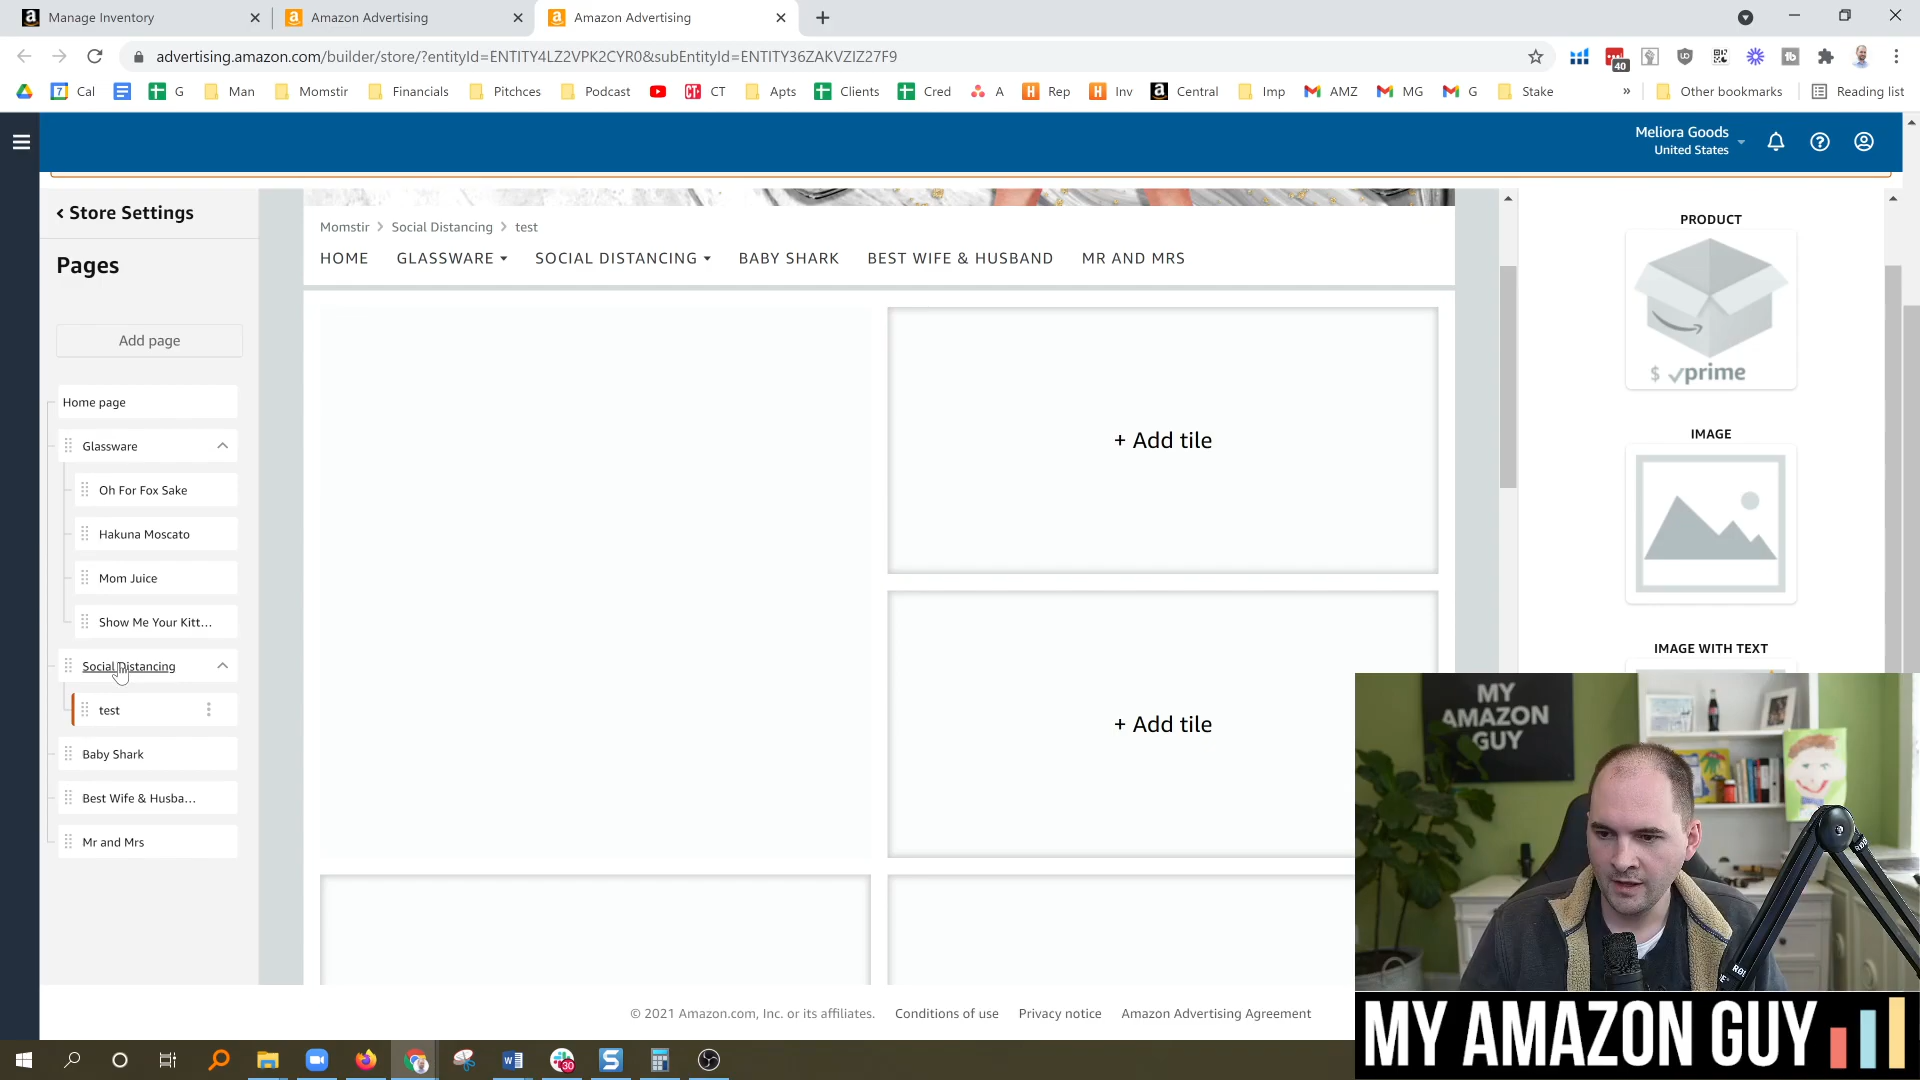 Manage Inventory
Amazon Advertising
Amazon Advertising
advertising.amazon.com/builder/store/?entityId=ENTITY4LZ2VPK2CYR0&subEntityId=ENTITY36ZAKVZIZ27F9
40
7 Cal G Man Momstir Financials Pitchces Podcast CT CT Apts Clients Cred A H Rep H Inv Central Imp AMZ MG G Stake » Other bookmarks Reading list
Meliora Goods
United States
Store Settings
Pages
Add page
Home page
Glassware
Oh For Fox Sake
Hakuna Moscato
Mom Juice
Show Me Your Kitt...
Social Distancing
test
Baby Shark
Best Wife & Husba...
Mr and Mrs
Momstir > Social Distancing > test
HOME GLASSWARE SOCIAL DISTANCING BABY SHARK BEST WIFE & HUSBAND MR AND MRS
+ Add tile
+ Add tile
PRODUCT
$ prime
IMAGE
IMAGE WITH TEXT
MY
AMAZON
GUY
RØDE
© 2021 Amazon.com, Inc. or its affiliates. Conditions of use Privacy notice Amazon Advertising Agreement
MY AMAZON GUY
30